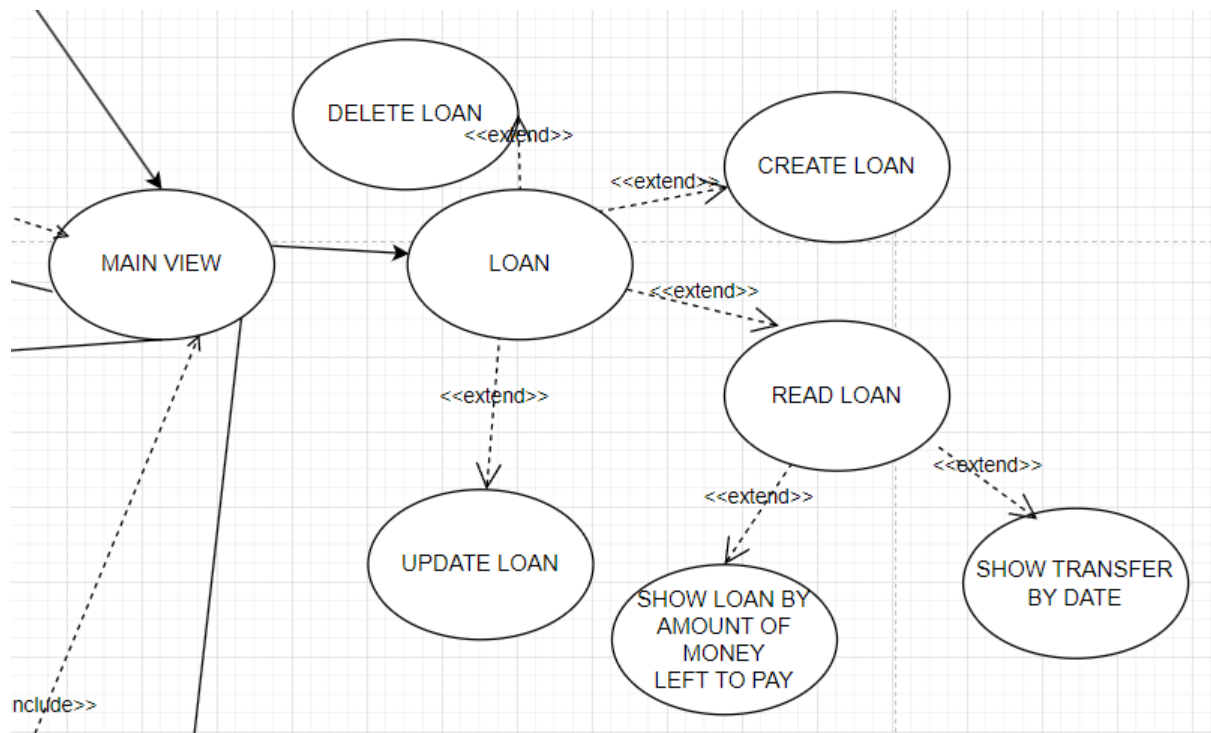 DELETE LOAN
<<extend>>
CREATE LOAN
<<extend>>
MAIN VIEW
LOAN
<<extend>>
READ LOAN
<<extend>>
<<extend>>
<<extend>>
UPDATE LOAN
SHOW TRANSFER
BY DATE
SHOW LOAN BY
AMOUNT OF
MONEY
LEFT TO PAY
nclude>>